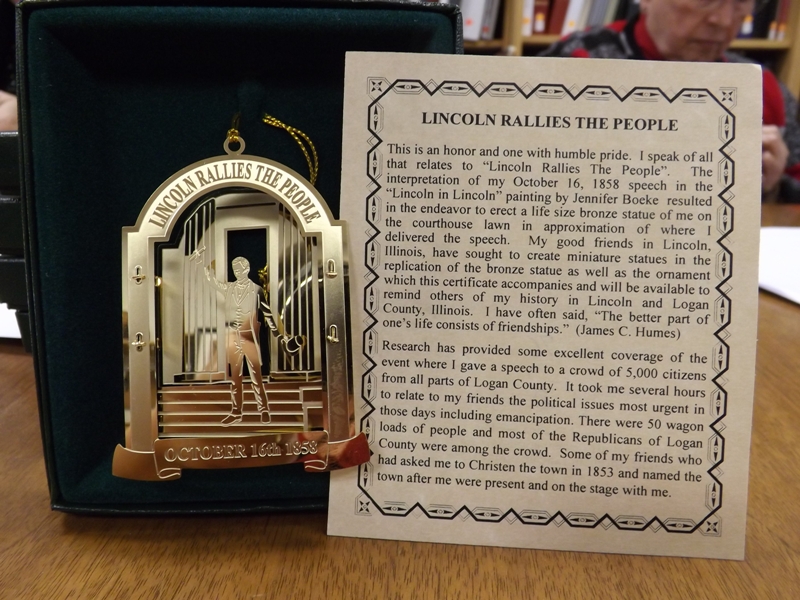 LINCOLN RALLIES THE PEOPLE
OCTOBER 16th 1858
LINCOLN RALLIES THE PEOPLE
This is an honor and one with humble pride. I speak of all
that relates to "Lincoln Rallies The People". The
interpretation of my October 16, 1858 speech in the
"Lincoln in Lincoln" painting by Jennifer Boeke resulted
in the endeavor to erect a life size bronze statue of me on
the courthouse lawn in approximation of where I
delivered the speech. My good friends in Lincoln,
Illinois, have sought to create miniature statues in the
replication of the bronze statue as well as the ornament
which this certificate accompanies and will be available to
remind others of my history in Lincoln and Logan
County, Illinois. I have often said, "The better part of
one's life consists of friendships." (James C. Humes)
Research has provided some excellent coverage of the
event where I gave a speech to a crowd of 5,000 citizens
from all parts of Logan County. It took me several hours
to relate to my friends the political issues most urgent in
those days including emancipation. There were 50 wagon
loads of people and most of the Republicans of Logan
County were among the crowd. Some of my friends who
had asked me to Christen the town in 1853 and named the
town after me were present and on the stage with me.